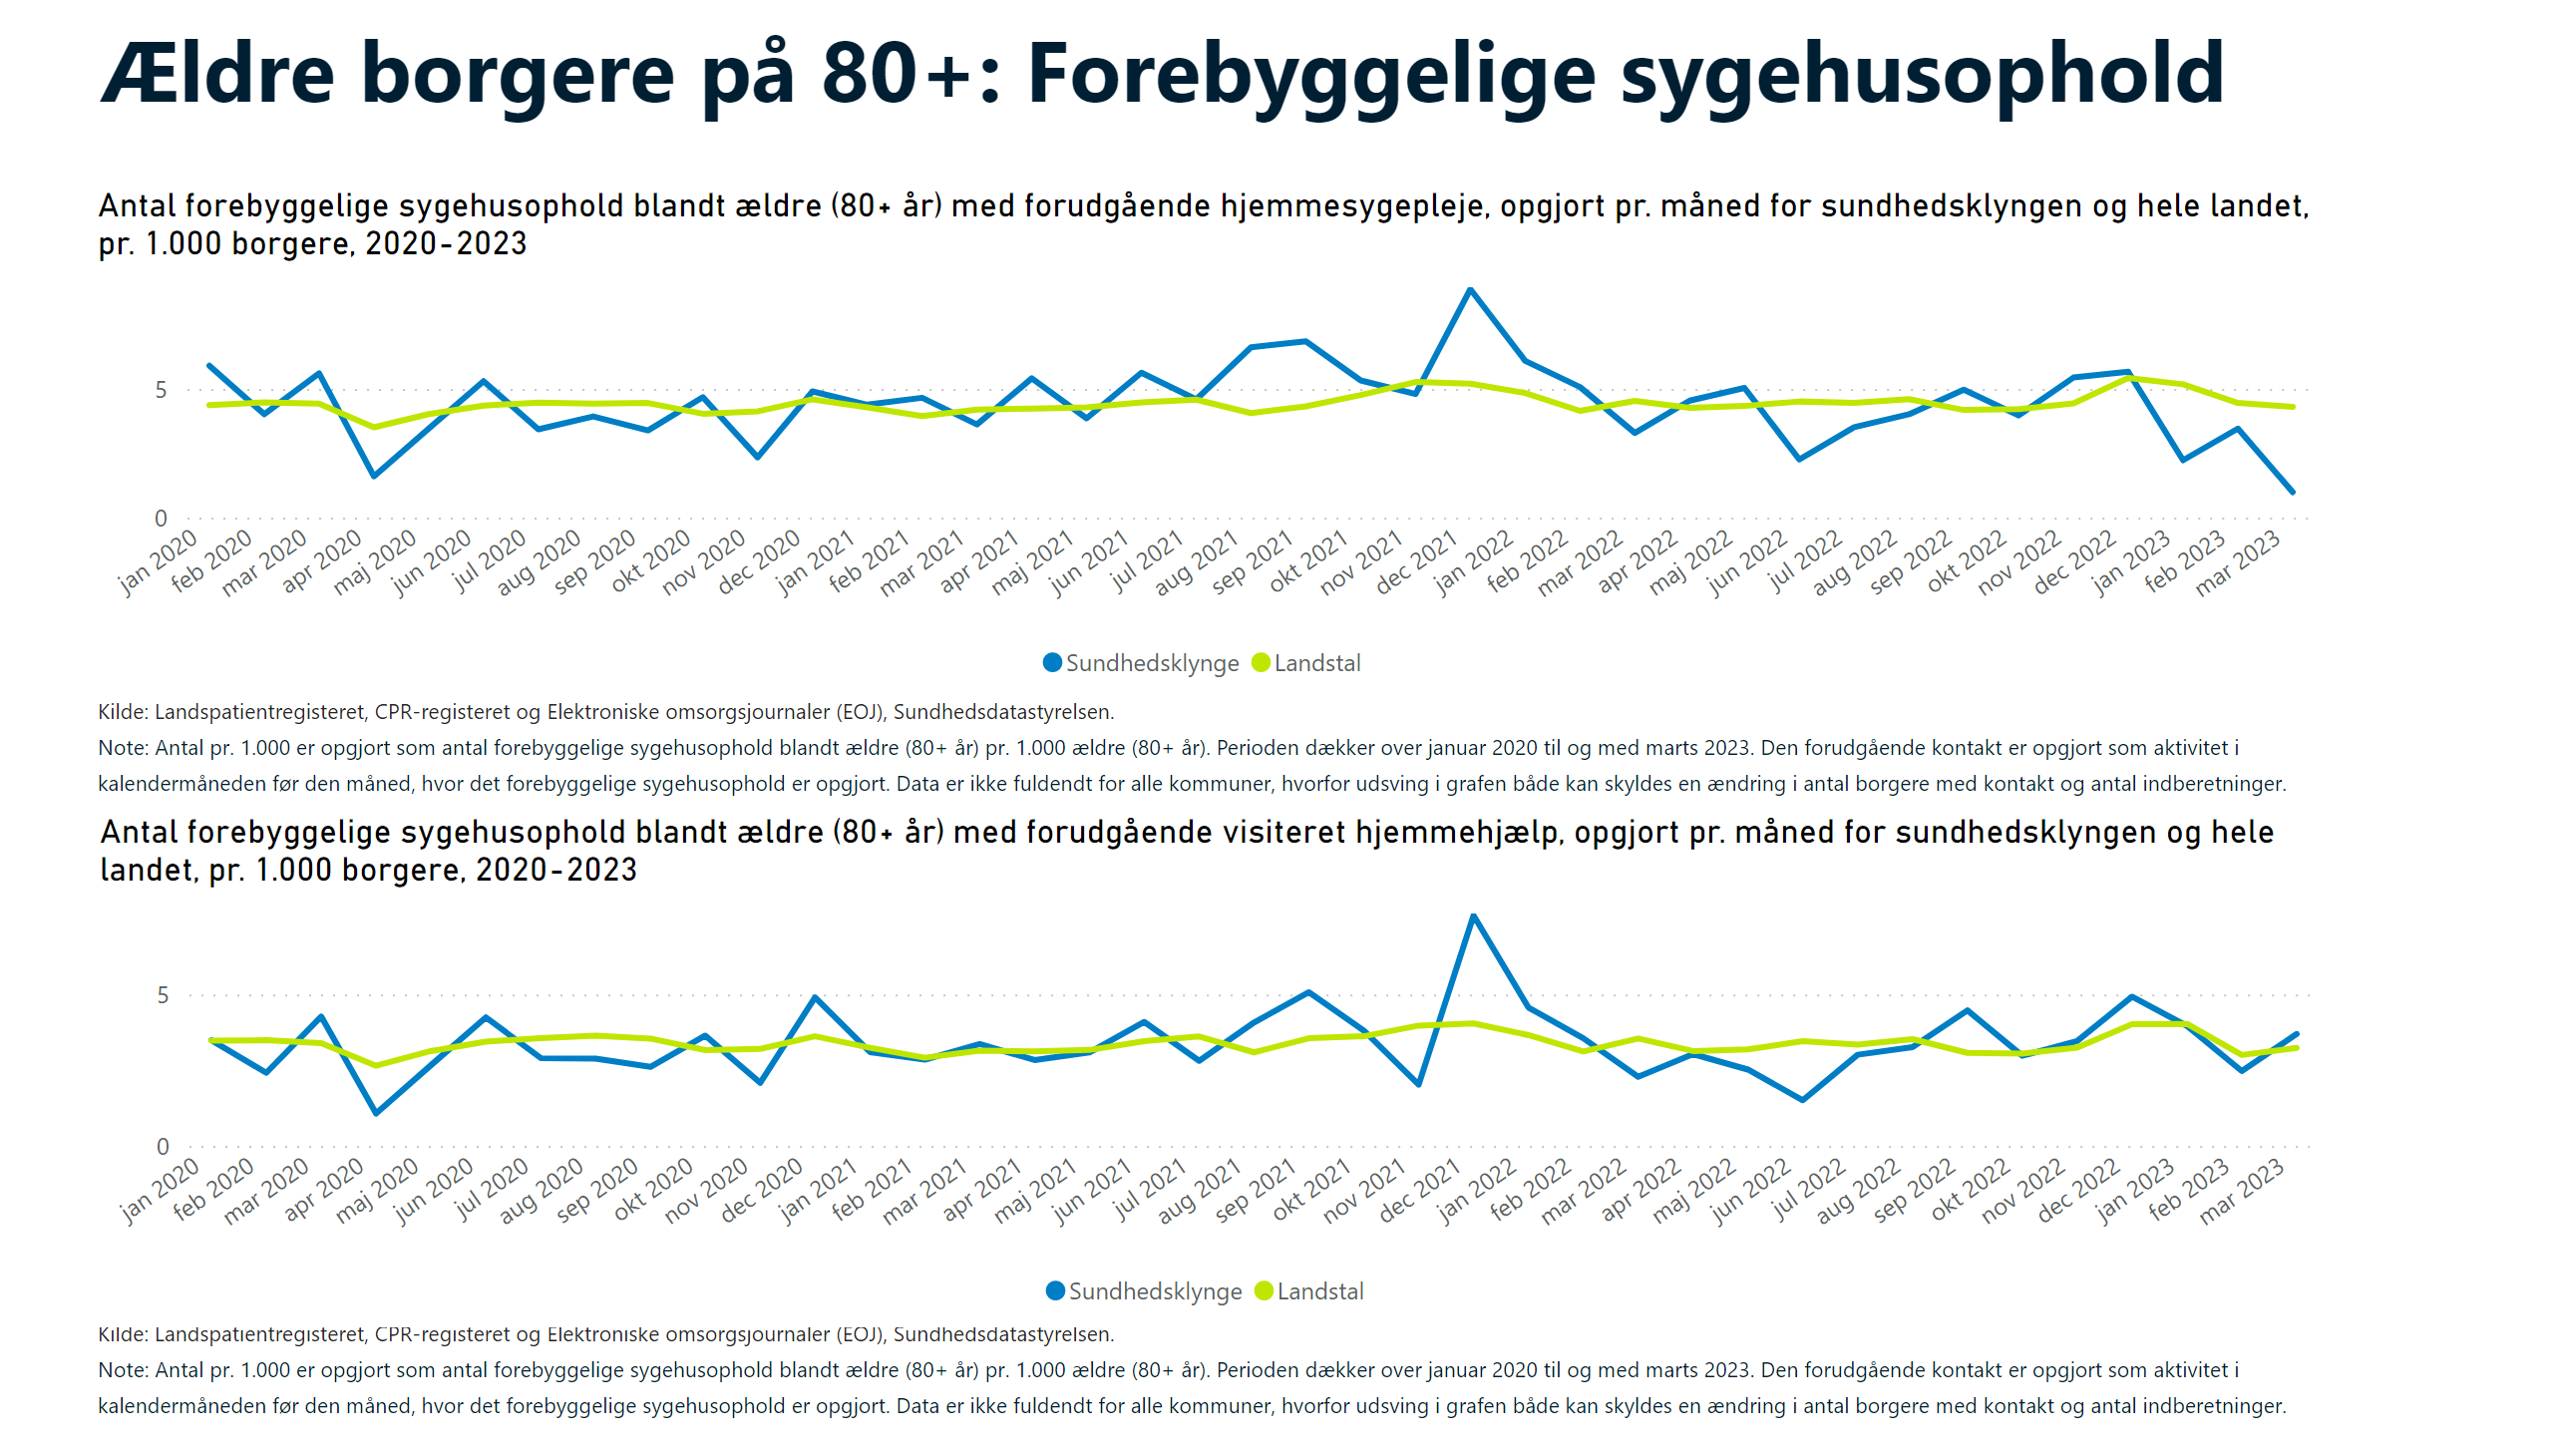 Ældre borgere på 80+: Forebyggelige sygehusophold
Antal forebyggelige sygehusophold blandt ældre (80+ år) med forudgående hjemmesygepleje, opgjort pr. måned for sundhedsklyngen og hele landet,
pr. 1.000 borgere, 2020-2023
5
0
jan 2020
feb 2020
mar 2020
apr 2020
maj 2020
jun 2020
jul 2020
aug 2020
sep 2020
okt 2020
nov 2020
dec 2020
jan 2021
feb 2021
mar 2021
apr 2021
maj 2021
jun 2021
jul 2021
aug 2021
sep 2021
okt 2021
nov 2021
dec 2021
jan 2022
feb 2022
mar 2022
apr 2022
maj 2022
jun 2022
jul 2022
aug 2022
sep 2022
okt 2022
nov 2022
dec 2022
jan 2023
feb 2023
mar 2023
Sundhedsklynge Landstal
Kilde: Landspatientregisteret, CPR-registeret og Elektroniske omsorgsjournaler (EOJ), Sundhedsdatastyrelsen.
Note: Antal pr. 1.000 er opgjort som antal forebyggelige sygehusophold blandt ældre (80+ år) pr. 1.000 ældre (80+ år). Perioden dækker over januar 2020 til og med marts 2023. Den forudgående kontakt er opgjort som aktivitet i
kalendermåneden før den måned, hvor det forebyggelige sygehusophold er opgjort. Data er ikke fuldendt for alle kommuner, hvorfor udsving i grafen både kan skyldes en ændring i antal borgere med kontakt og antal indberetninger.
Antal forebyggelige sygehusophold blandt ældre (80+ år) med forudgående visiteret hjemmehjælp, opgjort pr. måned for sundhedsklyngen og hele
landet, pr. 1.000 borgere, 2020-2023
5
0
jan 2020
feb 2020
mar 2020
apr 2020
maj 2020
jun 2020
jul 2020
aug 2020
sep 2020
okt 2020
nov 2020
dec 2020
jan 2021
feb 2021
mar 2021
apr 2021
maj 2021
jun 2021
jul 2021
aug 2021
sep 2021
okt 2021
nov 2021
dec 2021
jan 2022
feb 2022
mar 2022
apr 2022
maj 2022
jun 2022
jul 2022
aug 2022
sep 2022
okt 2022
nov 2022
dec 2022
jan 2023
feb 2023
mar 2023
Sundhedsklynge Landstal
Kilde: Landspatientregisteret, CPR-registeret og Elektroniske omsorgsjournaler (EOJ), Sundhedsdatastyrelsen.
Note: Antal pr. 1.000 er opgjort som antal forebyggelige sygehusophold blandt ældre (80+ år) pr. 1.000 ældre (80+ år). Perioden dækker over januar 2020 til og med marts 2023. Den forudgående kontakt er opgjort som aktivitet i
kalendermåneden før den måned, hvor det forebyggelige sygehusophold er opgjort. Data er ikke fuldendt for alle kommuner, hvorfor udsving i grafen både kan skyldes en ændring i antal borgere med kontakt og antal indberetninger.